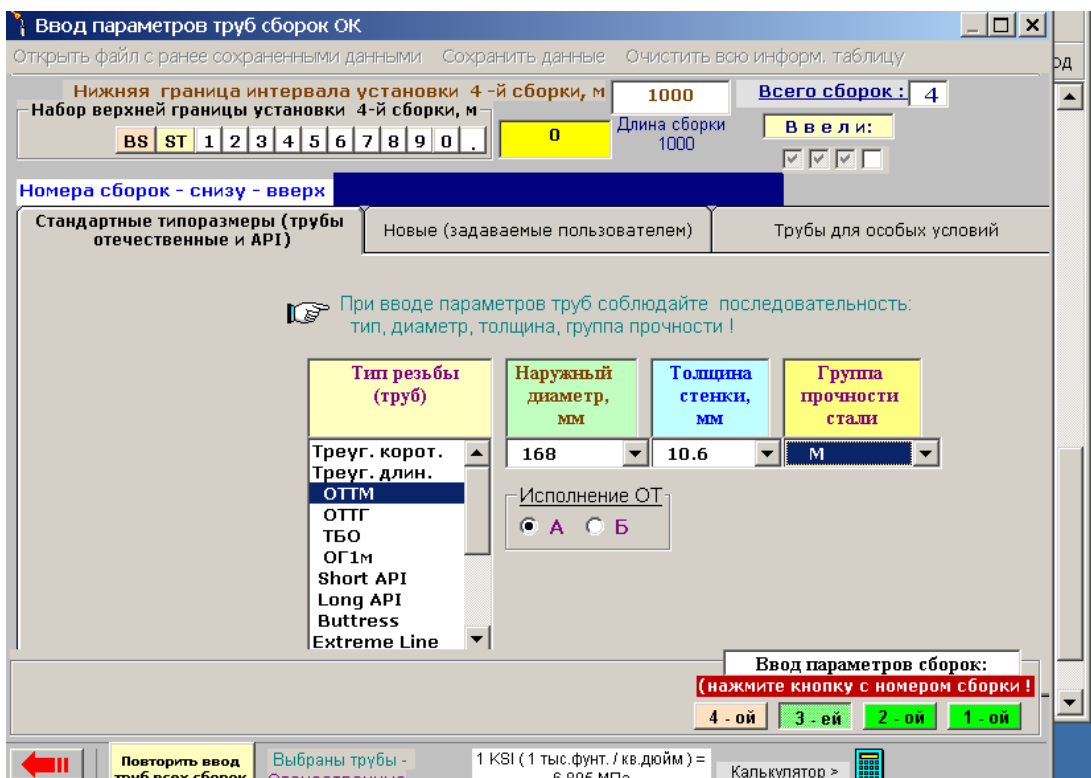 Ввод параметров труб сборок ОК
Открыть файл с ранее сохраненными данными Сохранить данные Очистить всю информ. таблицу
Нижняя граница интервала установки 4 -й сборки, м 1000 Всего сборок : 4
Набор верхней границы установки 4-й сборки, м
BS ST 1 2 3 4 5 6 7 8 9 0 . 0
Длина сборки
1000
В в е л и:
Номера сборок - снизу - вверх
Стандартные типоразмеры (трубы
отечественные и API)
Новые (задаваемые пользователем)
Трубы для особых условий
При вводе параметров труб соблюдайте последовательность:
тип, диаметр, толщина, группа прочности !
Тип резьбы
(труб)
Наружный
диаметр,
мм
Толщина
стенки,
мм
Группа
прочности
стали
168 10.6 М
Треуг. корот.
Треуг. длин.
ОТТМ
ОТТГ
ТБО
ОГ1м
Short API
Long API
Buttress
Extreme Line
Исполнение ОТ
А Б
Ввод параметров сборок:
(нажмите кнопку с номером сборки !
4 - ой 3 - ей 2 - ой 1 - ой
Повторить ввод
труб всех сборок
Выбраны трубы -
Отечественные
1 KSI ( 1 тыс.фунт. / кв.дюйм ) =
6.895 МПа
Калькулятор >